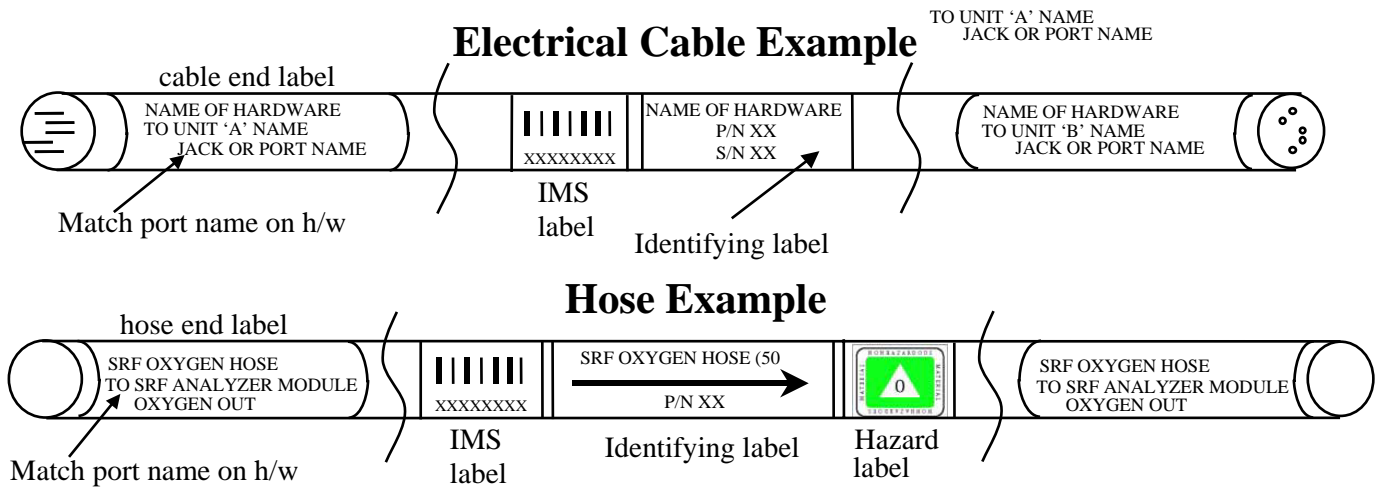 TO UNIT ‘A’ NAME
JACK OR PORT NAME
Electrical Cable Example
cable end label
NAME OF HARDWARE
TO UNIT ‘A’ NAME
JACK OR PORT NAME
XXXXXXXX
NAME OF HARDWARE
P/N XX
S/N XX
NAME OF HARDWARE
TO UNIT ‘B’ NAME
JACK OR PORT NAME
Match port name on h/w
IMS
label
Identifying label
Hose Example
hose end label
SRF OXYGEN HOSE
TO SRF ANALYZER MODULE
OXYGEN OUT
XXXXXXXX
SRF OXYGEN HOSE (50
P/N XX
NONHAZARDOUS
MATERIAL
0
MATERIAL
NONHAZARDOUS
SRF OXYGEN HOSE
TO SRF ANALYZER MODULE
OXYGEN OUT
Match port name on h/w
IMS
label
Identifying label
Hazard
label